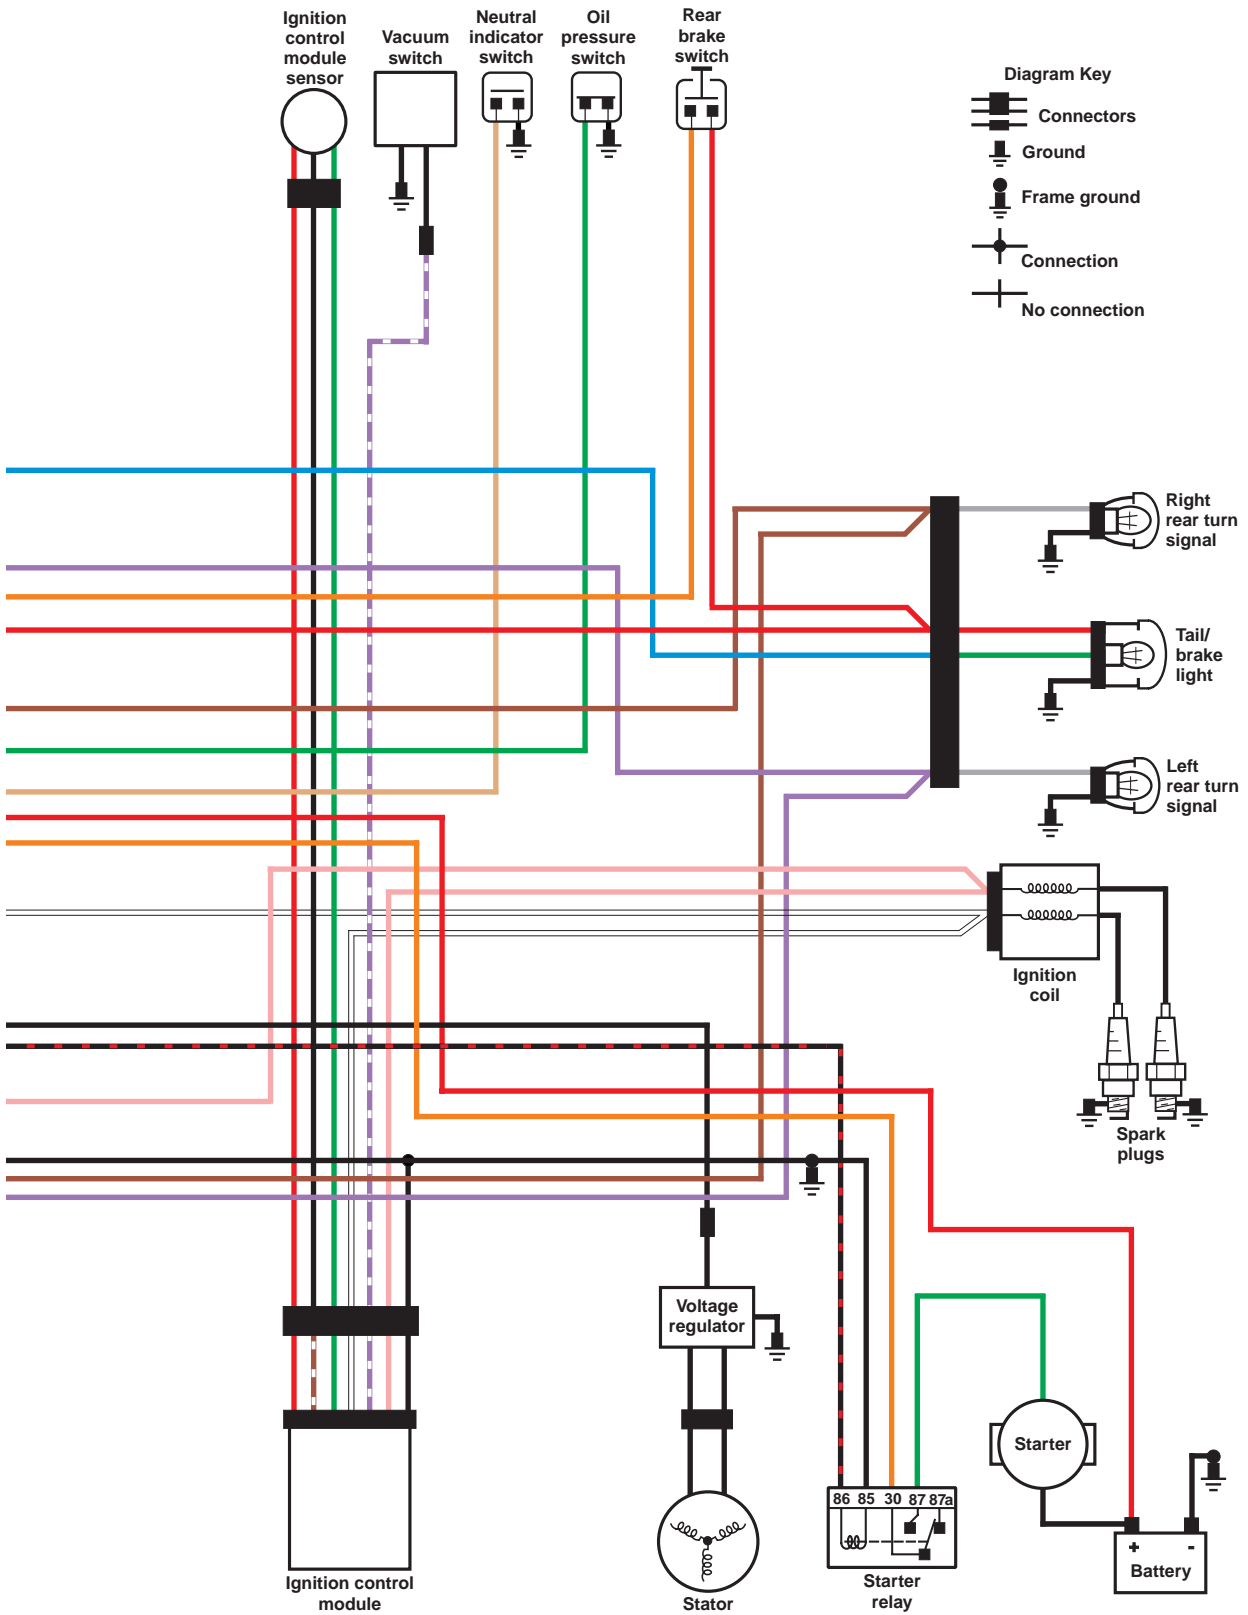 Ignition
control
module
sensor
Vacuum
switch
Neutral
indicator
switch
Oil
pressure
switch
Rear
brake
switch
Diagram Key
Connectors
Ground
Frame ground
Connection
No connection
Right
rear turn
signal
Tail/
brake
light
Left
rear turn
signal
Ignition
coil
Spark
plugs
Voltage
regulator
Starter
86 85 30 87 87a
+ -
Battery
Ignition control
module
Stator
Starter
relay